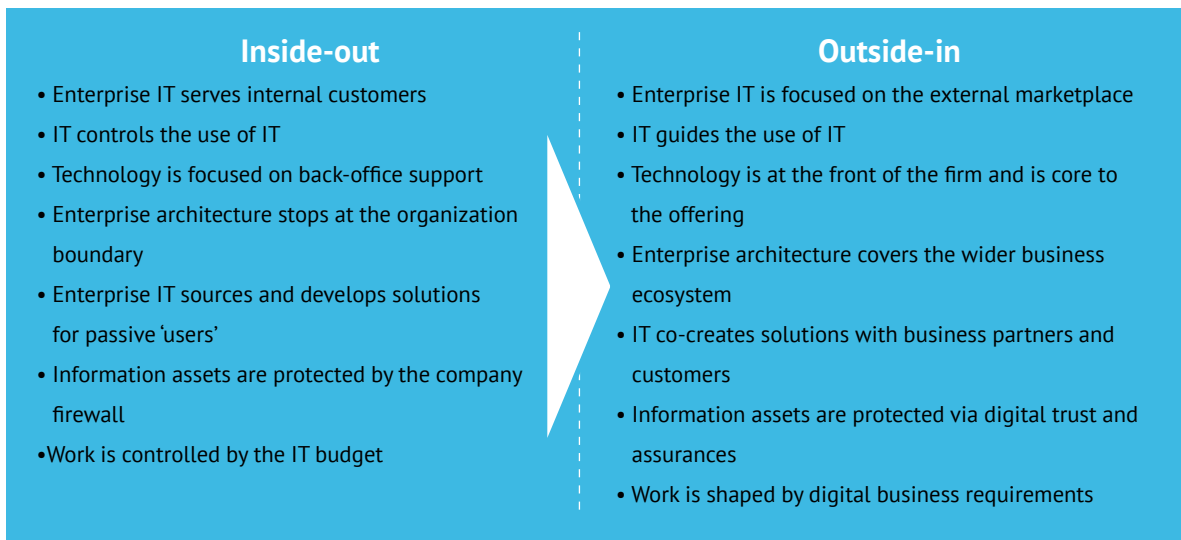 Inside-out
• Enterprise IT serves internal customers
• IT controls the use of IT
• Technology is focused on back-office support
• Enterprise architecture stops at the organization
boundary
• Enterprise IT sources and develops solutions
for passive ‘users’
• Information assets are protected by the company
firewall
•Work is controlled by the IT budget
Outside-in
• Enterprise IT is focused on the external marketplace
• IT guides the use of IT
• Technology is at the front of the firm and is core to
the offering
• Enterprise architecture covers the wider business
ecosystem
• IT co-creates solutions with business partners and
customers
• Information assets are protected via digital trust and
assurances
• Work is shaped by digital business requirements